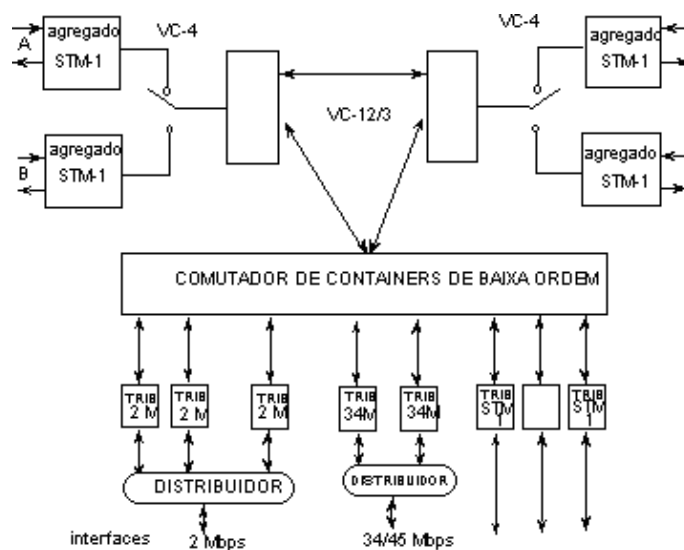 agregado
STM-1
A
VC-4
VC-4
agregado
STM-1
VC-12/3
agregado
STM-1
B
agregado
STM-1
COMUTADOR DE CONTAINERS DE BAIXA ORDEM
TRIB
2 M
TRIB
2 M
TRIB
2 M
TRIB
34M
TRIB
34M
TRIB
STM
1
TRIB
STM
1
DISTRIBUIDOR
DISTRIBUIDOR
interfaces
2 Mbps
34/45 Mbps